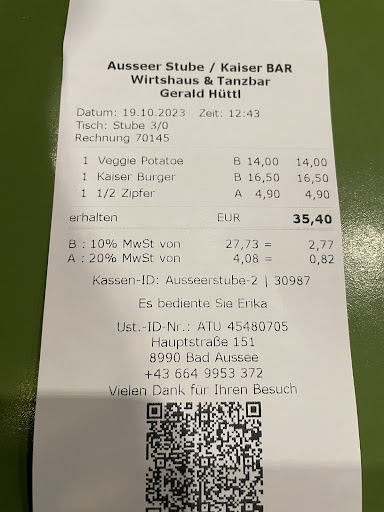 Ausseer Stube / Kaiser BAR
Wirtshaus & Tanzbar
Gerald Hüttl
Datum: 19.10.2023 Zeit: 12:43
Tisch: Stube 3/0
Rechnung 70145
1 Veggie Potatoe B 14,00 14,00
1 Kaiser Burger B 16,50 16,50
1 1/2 Zipfer A 4,90 4,90
erhalten EUR 35,40
B : 10% MwSt von 27,73 = 2,77
A : 20% MwSt von 4,08 = 0,82
Kassen-ID: Ausseerstube-2 | 30987
Es bediente Sie Erika
Ust.-ID-Nr.: ATU 45480705
Hauptstraße 151
8990 Bad Aussee
+43 664 9953 372
Vielen Dank für Ihren Besuch